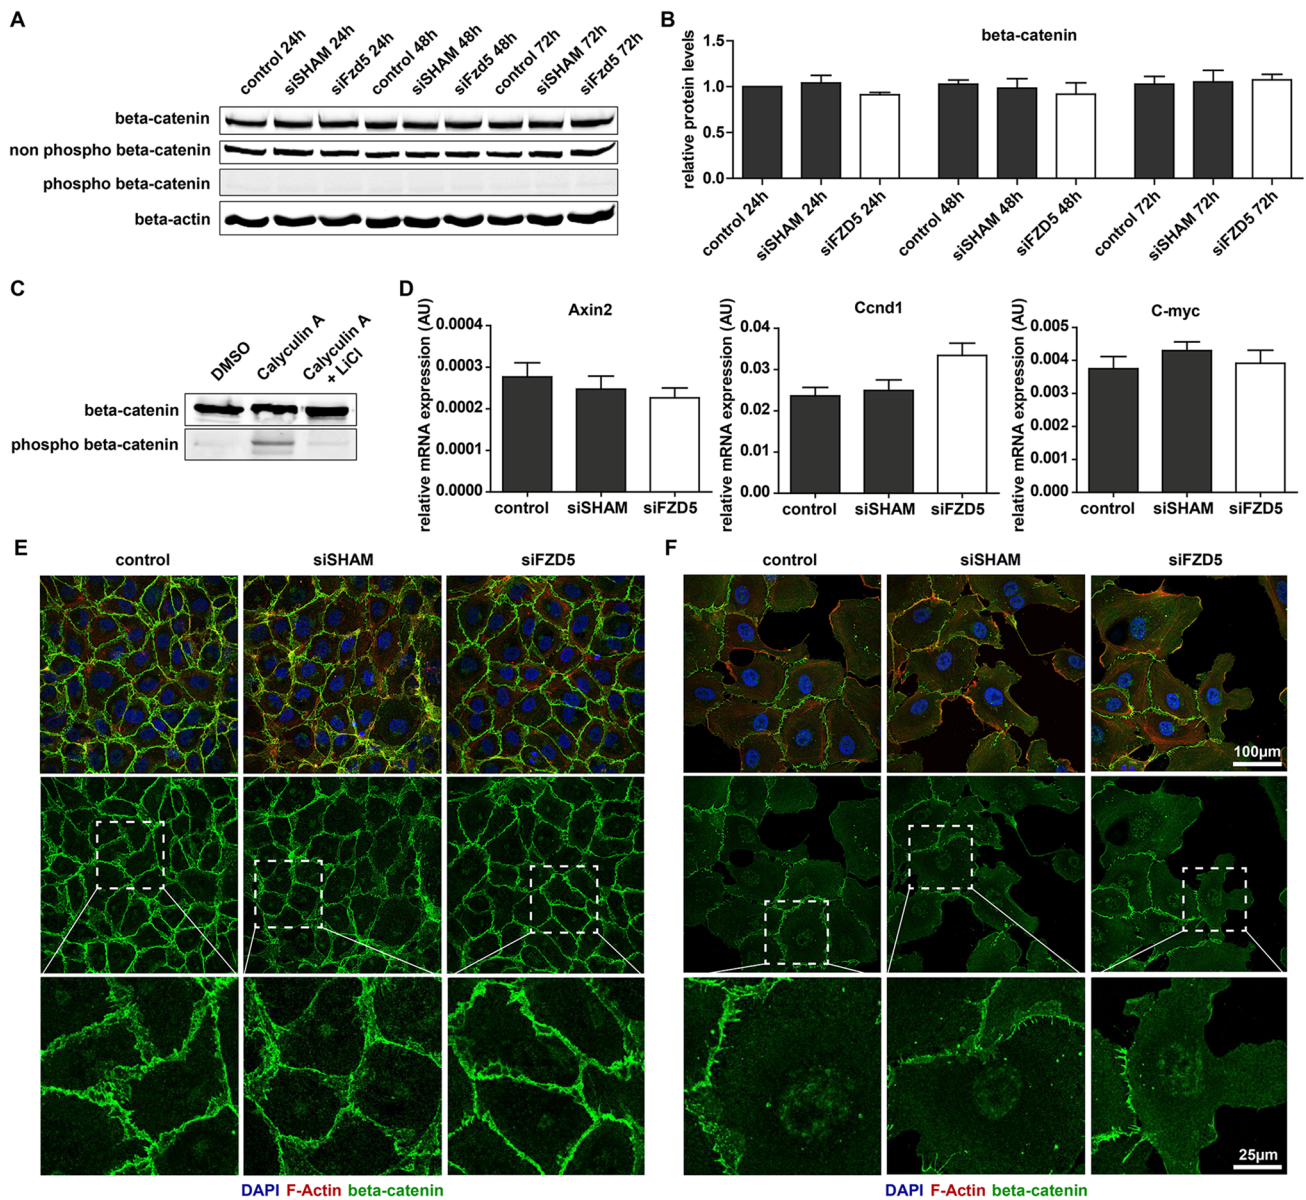 A
control 24h
siSHAM 24h
siFzd5 24h
control 48h
siSHAM 48h
siFzd5 48h
control 72h
siSHAM 72h
siFzd5 72h
beta-catenin
non phospho beta-catenin
phospho beta-catenin
beta-actin
B
beta-catenin
relative protein levels
1.5
1.0
0.5
0.0
control 24h
siSHAM 24h
siFZD5 24h
control 48h
siSHAM 48h
siFZD5 48h
control 72h
siSHAM 72h
siFZD5 72h
C
DMSO
Calyculin A
Calyculin A
+ LiCl
beta-catenin
phospho beta-catenin
D
Axin2
relative mRNA expression (AU)
0.0004
0.0003
0.0002
0.0001
0.0000
control
siSHAM
siFZD5
Ccnd1
relative mRNA expression (AU)
0.04
0.03
0.02
0.01
0.00
control
siSHAM
siFZD5
C-myc
relative mRNA expression (AU)
0.005
0.004
0.003
0.002
0.001
0.000
control
siSHAM
siFZD5
E
control
siSHAM
siFZD5
DAPI F-Actin beta-catenin
F
control
siSHAM
siFZD5
100µm
25µm
DAPI F-Actin beta-catenin